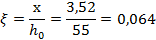 ξ = x/h₀ = 3,52/55 = 0,064